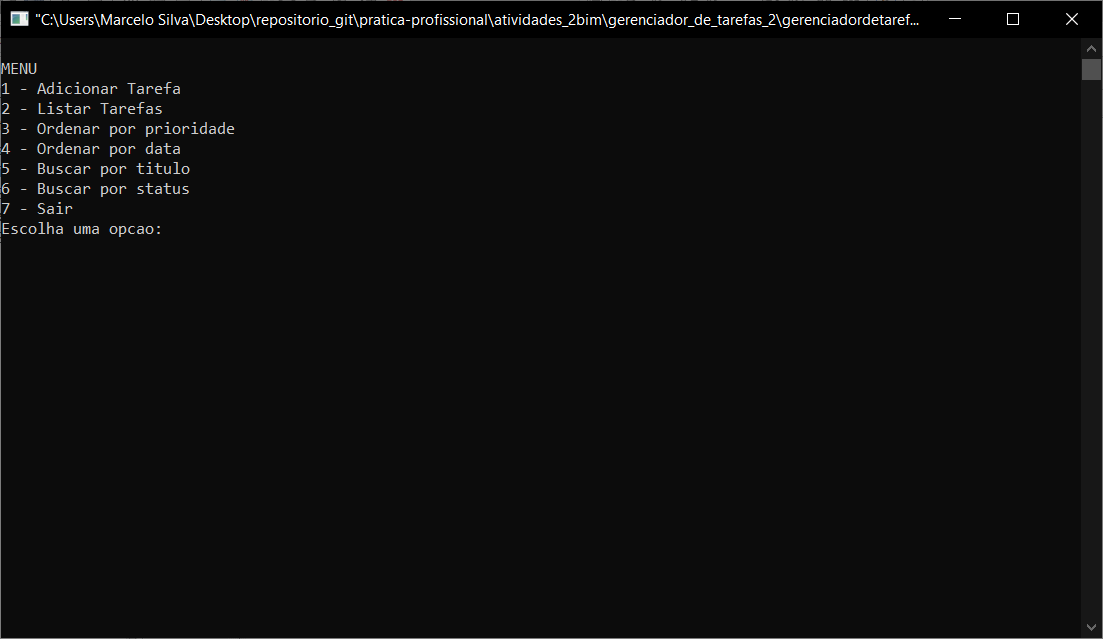 "C:\Users\Marcelo Silva\Desktop\repositorio_git\pratica-profissional\atividades_2bim\gerenciador_de_tarefas_2\gerenciadordetaref...
MENU
1 - Adicionar Tarefa
2 - Listar Tarefas
3 - Ordenar por prioridade
4 - Ordenar por data
5 - Buscar por titulo
6 - Buscar por status
7 - Sair
Escolha uma opcao: